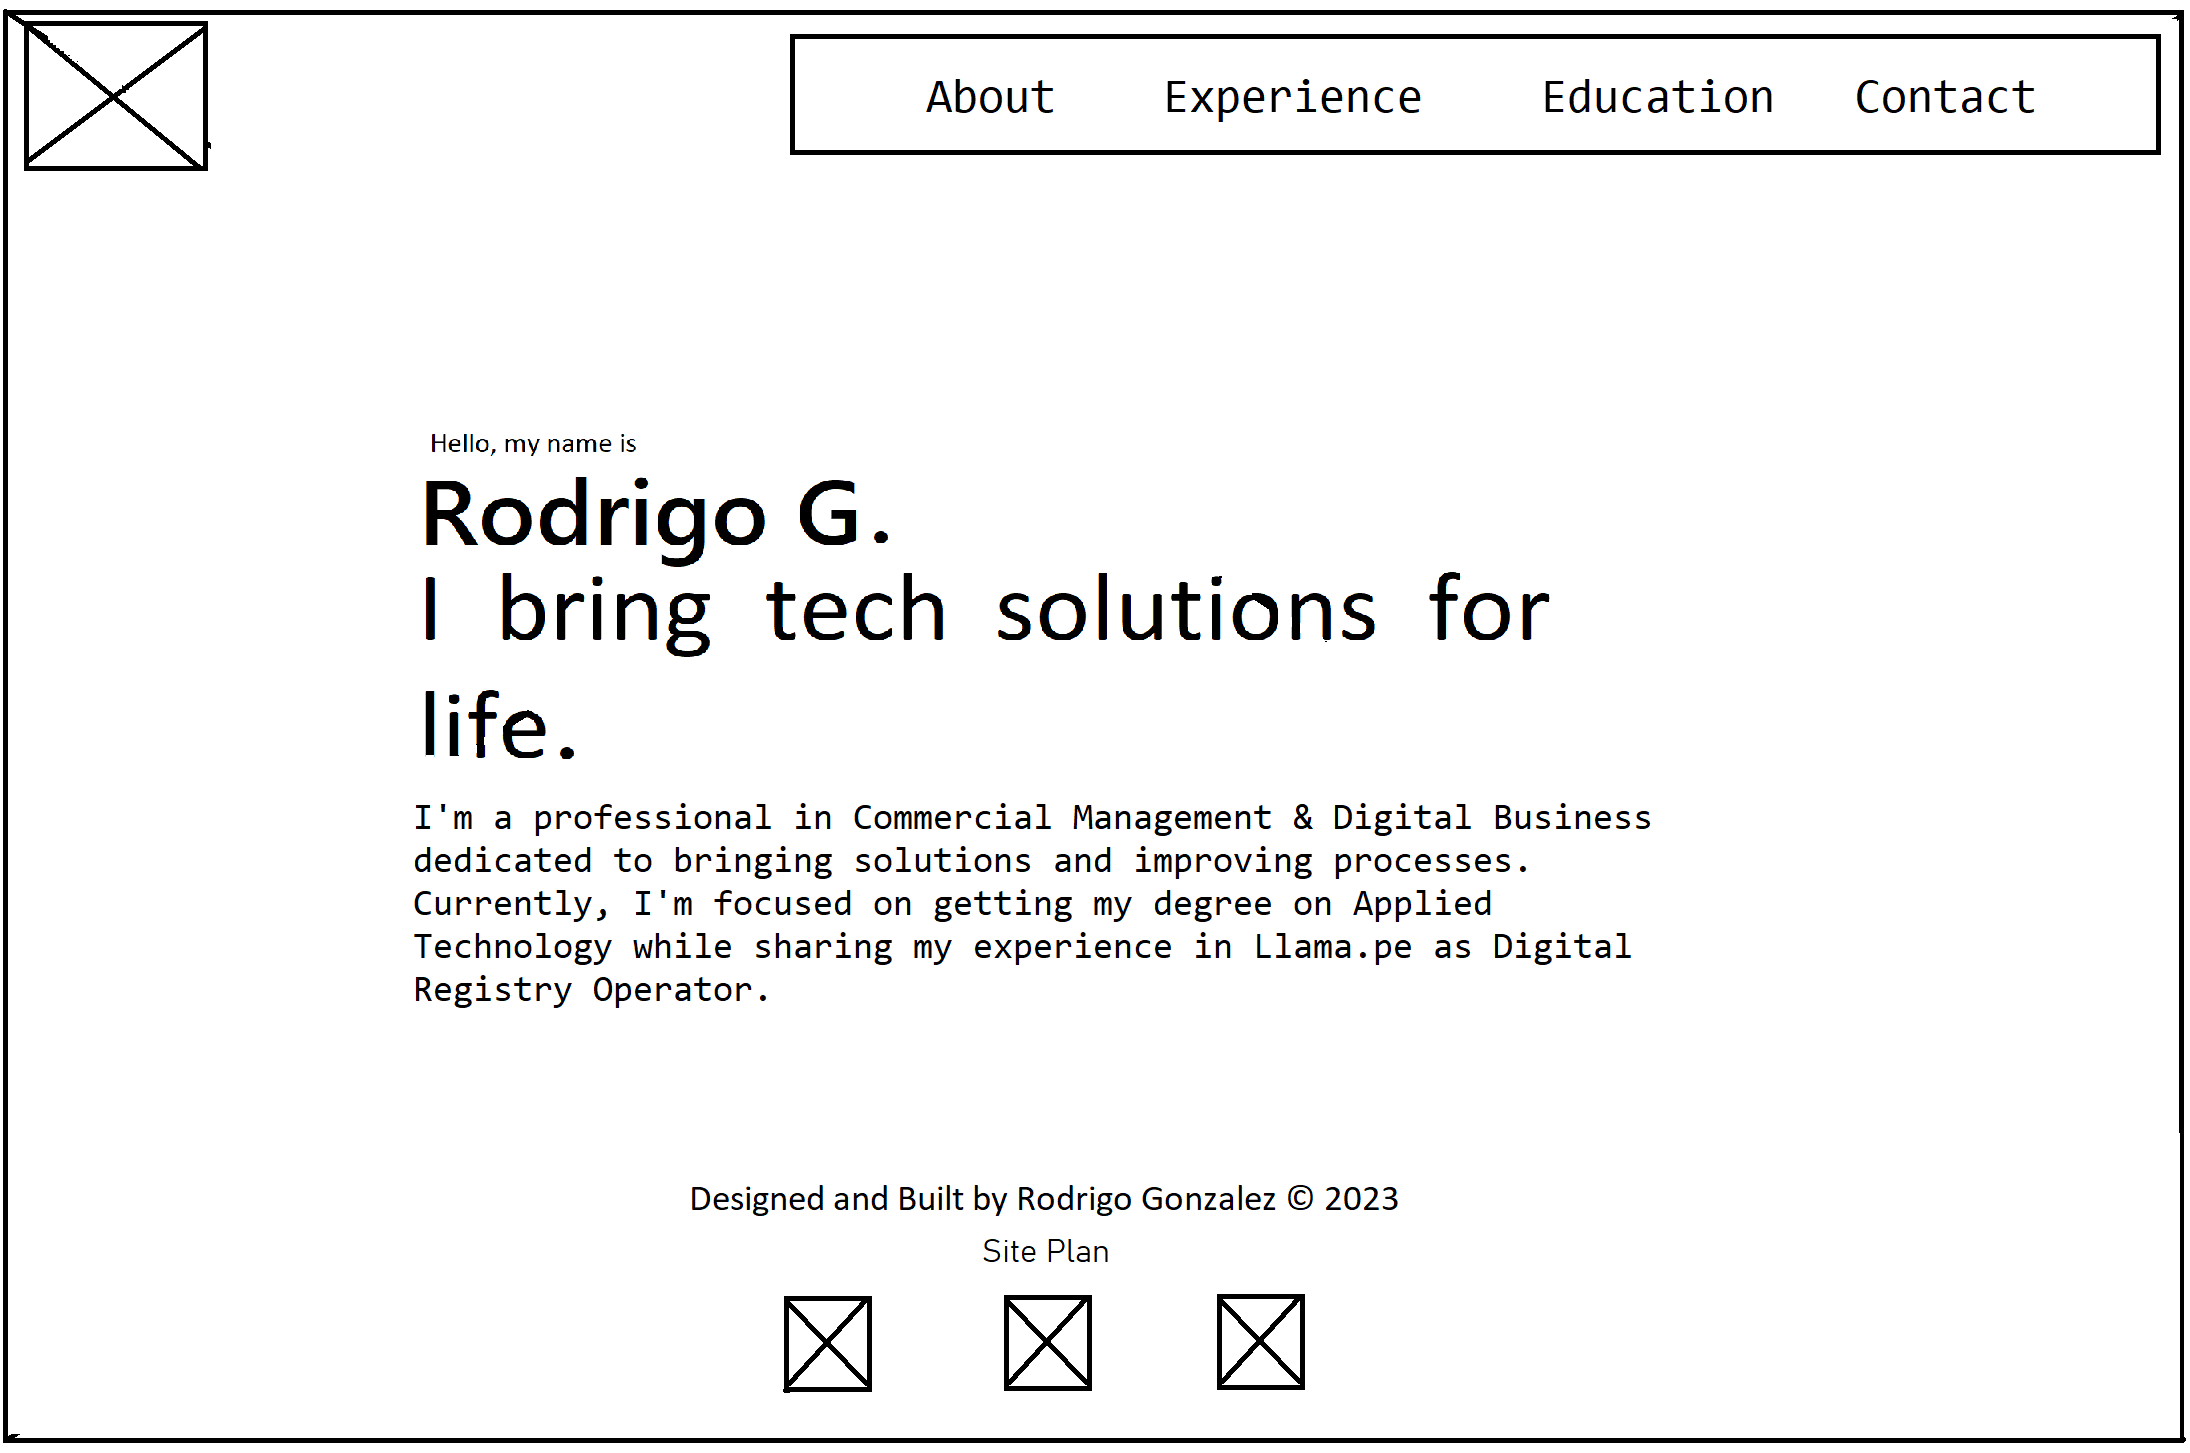 About Experience Education Contact
Hello, my name is
Rodrigo G.
I bring tech solutions for
life.
I'm a professional in Commercial Management & Digital Business
dedicated to bringing solutions and improving processes.
Currently, I'm focused on getting my degree on Applied
Technology while sharing my experience in Llama.pe as Digital
Registry Operator.
Designed and Built by Rodrigo Gonzalez © 2023
Site Plan